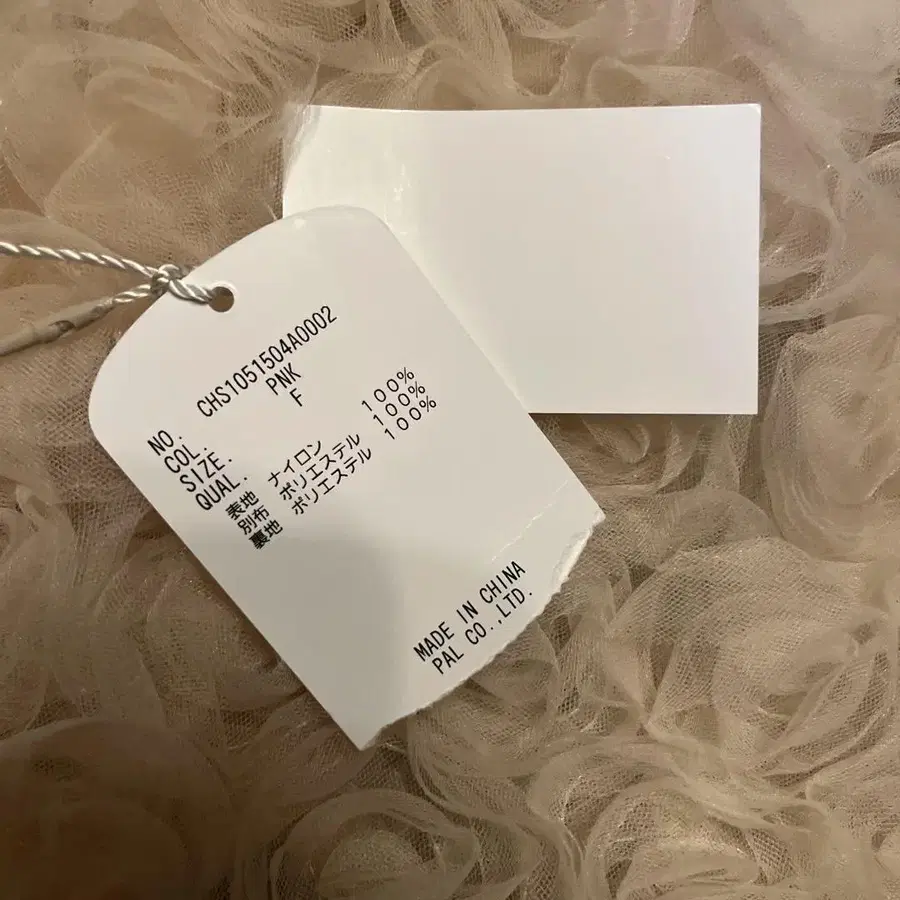 NO. CHS1051504A0002
COL. PNK
SIZE. F
QUAL.
表地 ナイロン 100%
別布 ポリエステル 100%
裏地 ポリエステル 100%
MADE IN CHINA
PAL CO.,LTD.